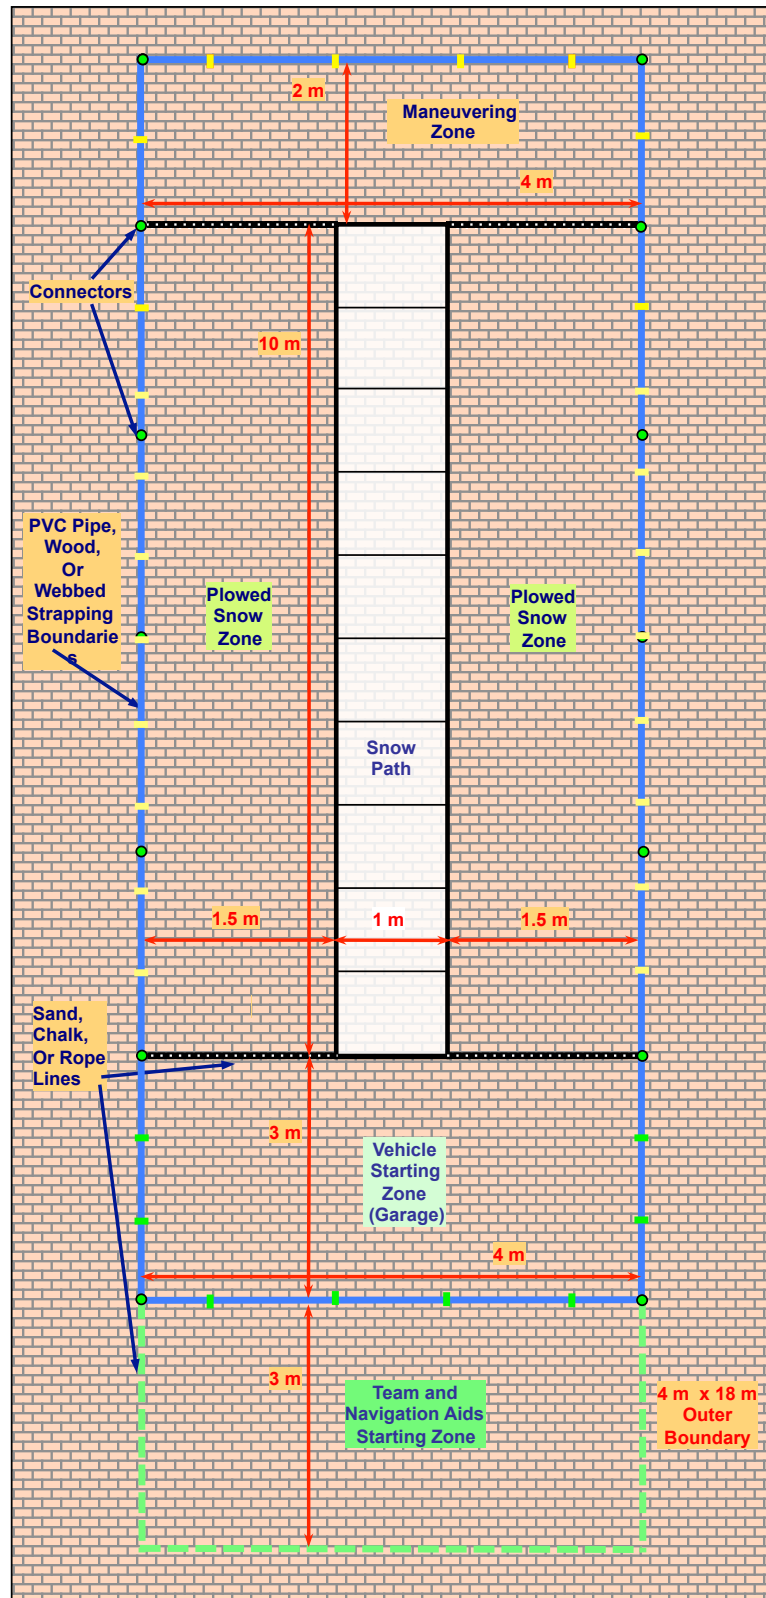 2 m
Maneuvering
Zone
4 m
Connectors
10 m
PVC Pipe,
Wood,
Or
Webbed
Strapping
Boundarie
s
Plowed
Snow
Zone
Plowed
Snow
Zone
Snow
Path
1.5 m
1 m
1.5 m
Sand,
Chalk,
Or Rope
Lines
3 m
Vehicle
Starting
Zone
(Garage)
4 m
3 m
Team and
Navigation Aids
Starting Zone
4 m x 18 m
Outer
Boundary